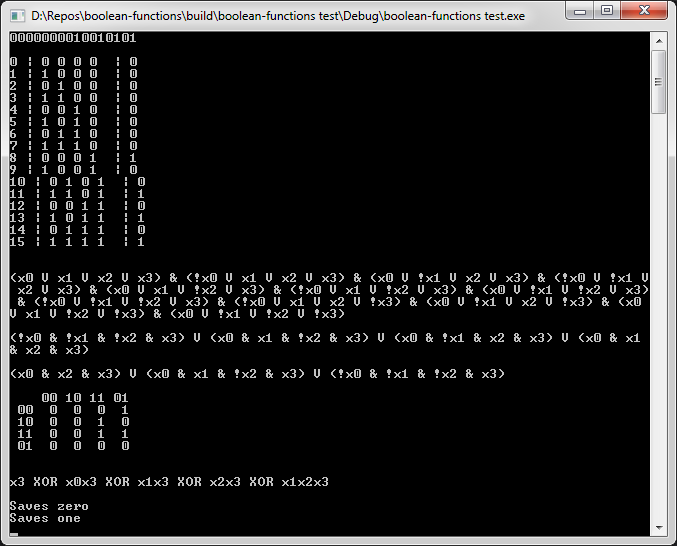 D:\Repos\boolean-functions\build\boolean-functions test\Debug\boolean-functions test.exe
0000000010010101
0 ¦ 0 0 0 0  ¦ 0
1 ¦ 1 0 0 0  ¦ 0
2 ¦ 0 1 0 0  ¦ 0
3 ¦ 1 1 0 0  ¦ 0
4 ¦ 0 0 1 0  ¦ 0
5 ¦ 1 0 1 0  ¦ 0
6 ¦ 0 1 1 0  ¦ 0
7 ¦ 1 1 1 0  ¦ 0
8 ¦ 0 0 0 1  ¦ 1
9 ¦ 1 0 0 1  ¦ 0
10 ¦ 0 1 0 1  ¦ 0
11 ¦ 1 1 0 1  ¦ 1
12 ¦ 0 0 1 1  ¦ 0
13 ¦ 1 0 1 1  ¦ 1
14 ¦ 0 1 1 1  ¦ 0
15 ¦ 1 1 1 1  ¦ 1
(x0 V x1 V x2 V x3) & (!x0 V x1 V x2 V x3) & (x0 V !x1 V x2 V x3) & (!x0 V !x1 V
 x2 V x3) & (x0 V x1 V !x2 V x3) & (!x0 V x1 V !x2 V x3) & (x0 V !x1 V !x2 V x3)
 & (!x0 V !x1 V !x2 V x3) & (!x0 V x1 V x2 V !x3) & (x0 V !x1 V x2 V !x3) & (x0
V x1 V !x2 V !x3) & (x0 V !x1 V !x2 V !x3)
(!x0 & !x1 & !x2 & x3) V (x0 & x1 & !x2 & x3) V (x0 & !x1 & x2 & x3) V (x0 & x1
& x2 & x3)
(x0 & x2 & x3) V (x0 & x1 & !x2 & x3) V (!x0 & !x1 & !x2 & x3)
00 10 11 01
00 0 0 0 1
10 0 0 1 0
11 0 0 1 1
01 0 0 0 0
x3 XOR x0x3 XOR x1x3 XOR x2x3 XOR x1x2x3
Saves zero
Saves one